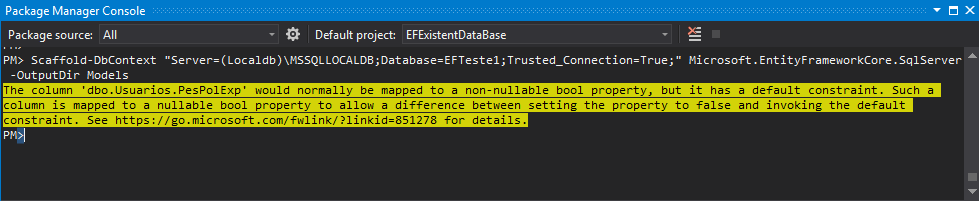 Package Manager Console
Package source: All
Default project: EFExistentDataBase
PM> Scaffold-DbContext "Server=(Localdb)\MSSQLLOCALDB;Database=EFTeste1;Trusted_Connection=True;" Microsoft.EntityFrameworkCore.SqlServer
-OutputDir Models
The column 'dbo.Usuarios.PesPolExp' would normally be mapped to a non-nullable bool property, but it has a default constraint. Such a
column is mapped to a nullable bool property to allow a difference between setting the property to false and invoking the default
constraint. See https://go.microsoft.com/fwlink/?linkid=851278 for details.
PM>